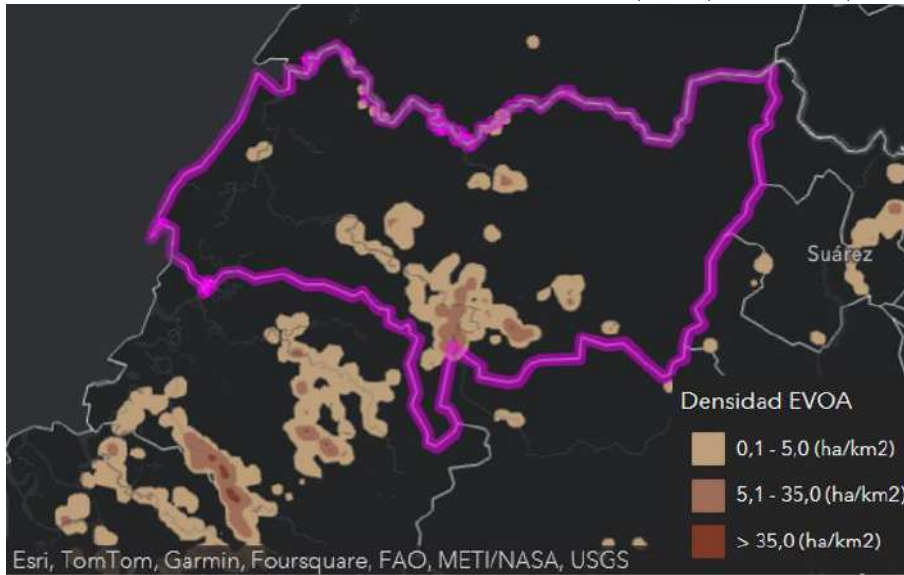 Suárez
Densidad EVOA
0,1 - 5,0 (ha/km2)
5,1 - 35,0 (ha/km2)
> 35,0 (ha/km2)
Esri, TomTom, Garmin, Foursquare, FAO, METI/NASA, USGS